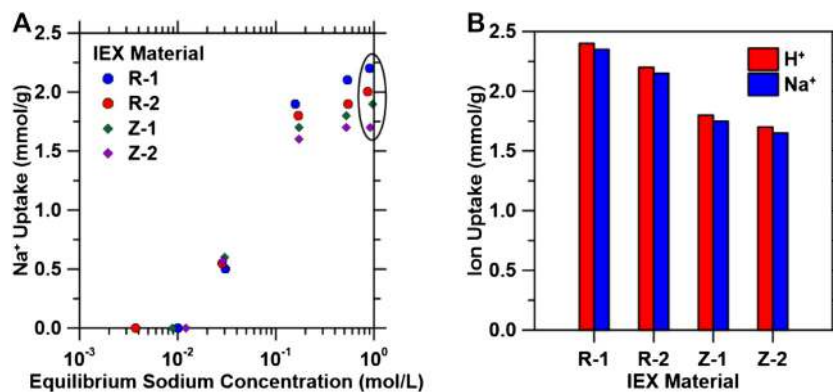 A
IEX Material
R-1
R-2
Z-1
Z-2
2.5
2.0
1.5
1.0
0.5
0.0
Na⁺ Uptake (mmol/g)
10⁻³ 10⁻² 10⁻¹ 10⁰
Equilibrium Sodium Concentration (mol/L)
B
H⁺
Na⁺
2.5
2.0
1.5
1.0
0.5
0.0
Ion Uptake (mmol/g)
R-1 R-2 Z-1 Z-2
IEX Material